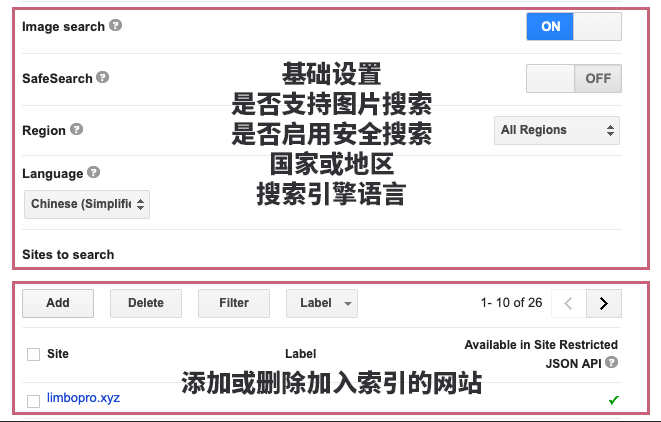 Image search
ON
基础设置
SafeSearch
OFF
是否支持图片搜索
Region
是否启用安全搜索
All Regions
国家或地区
Language
搜索引擎语言
Chinese (Simplifie
Sites to search
Add Delete Filter Label 1- 10 of 26
Site Label Available in Site Restricted
JSON API
添加或删除加入索引的网站
limbopro.xyz